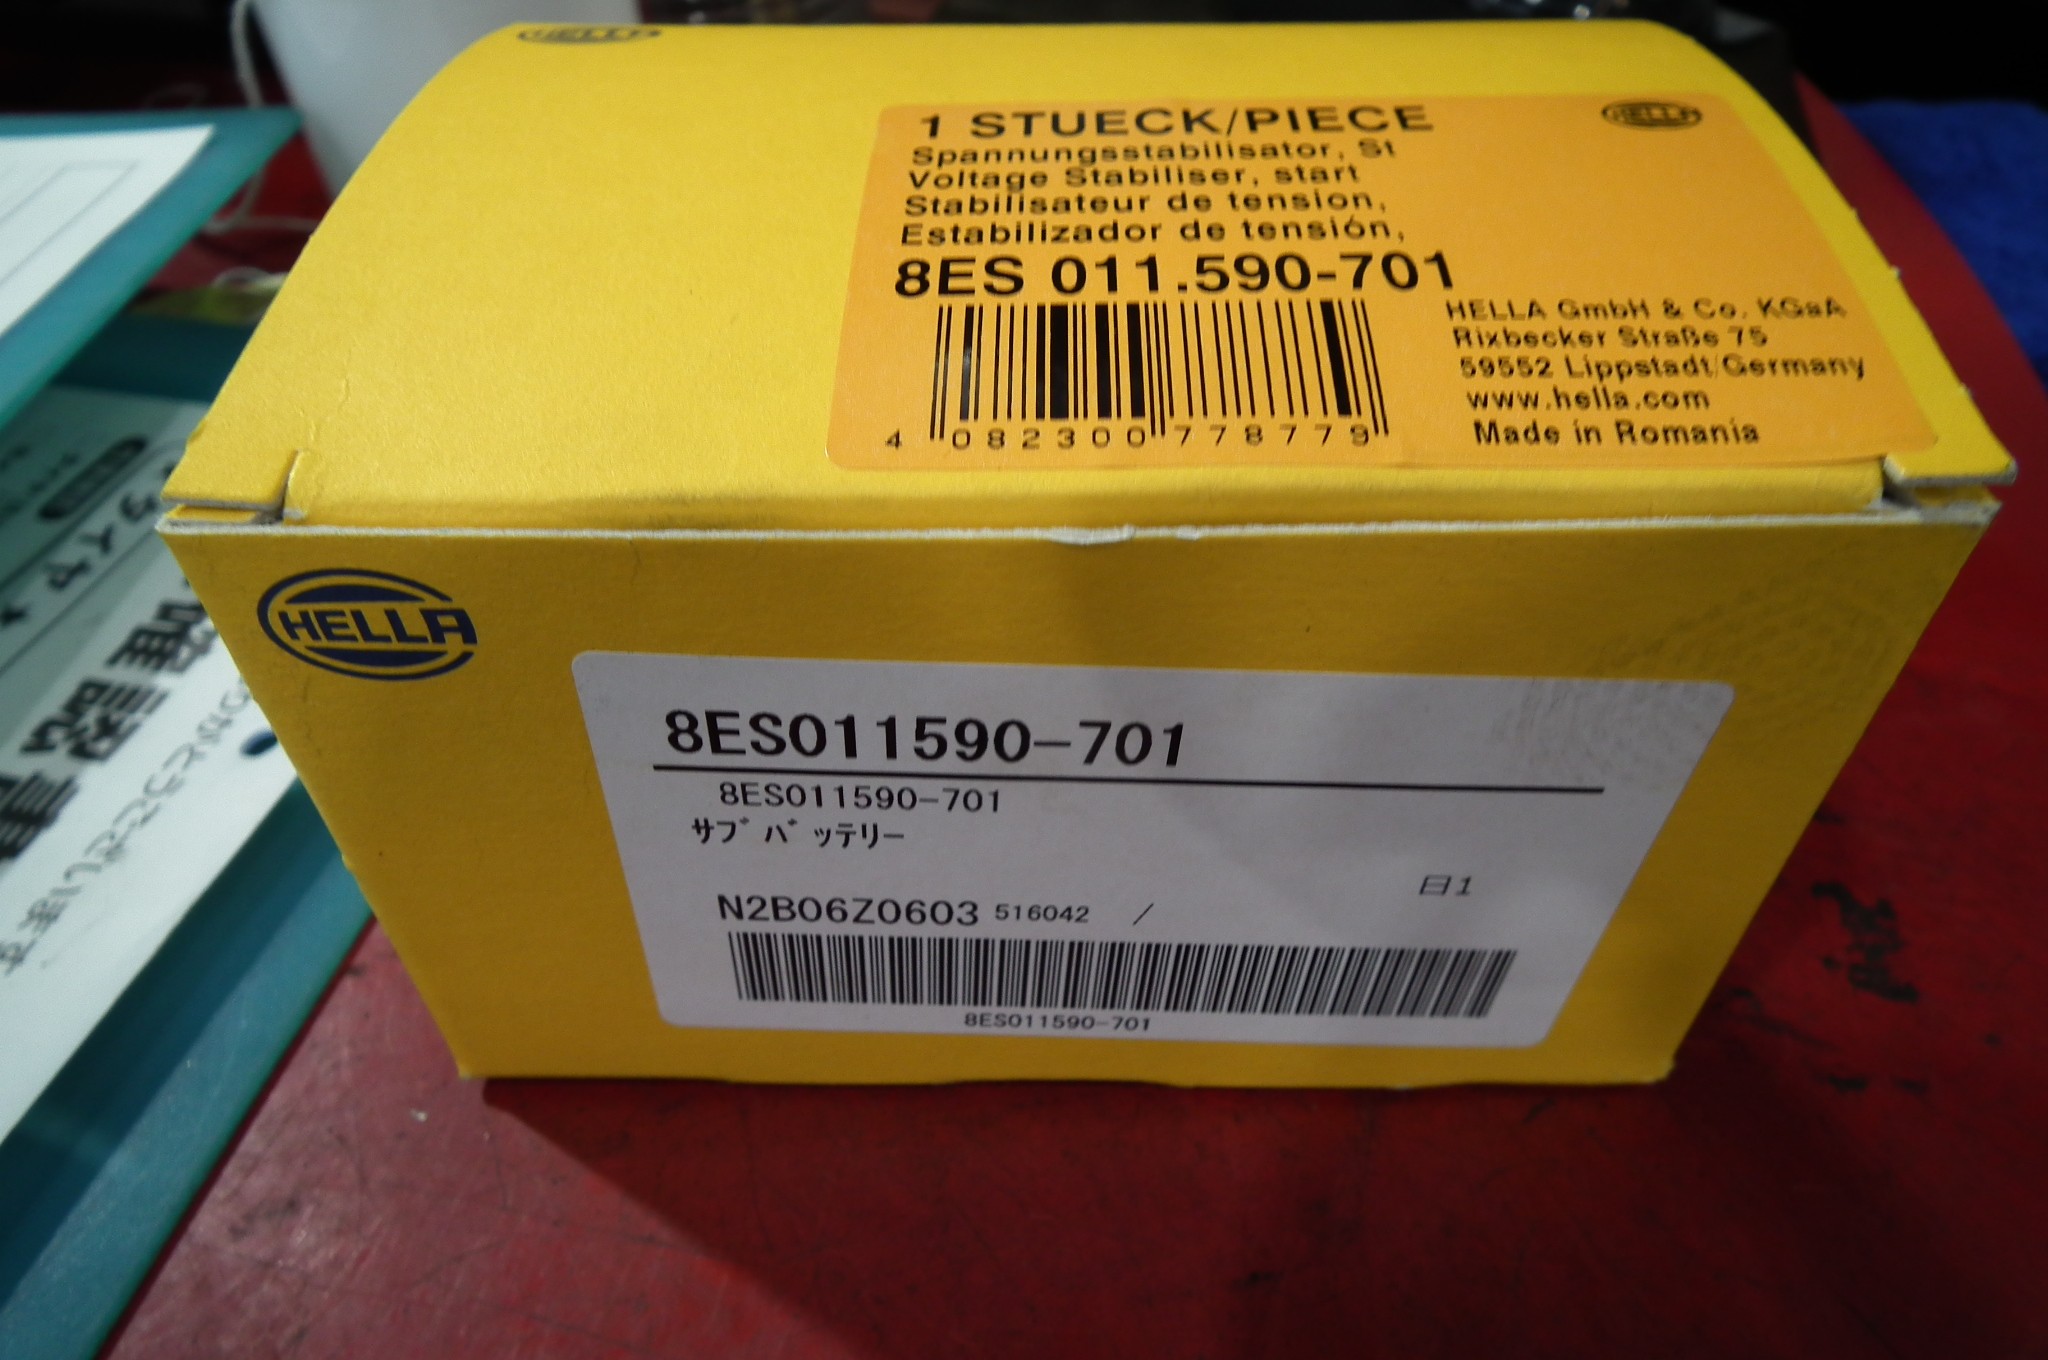 HELLA
1 STUECK/PIECE
HELLA
Spannungsstabilisator, St
Voltage Stabiliser, start
Stabilisateur de tension,
Estabilizador de tensión,
8ES 011.590-701
HELLA GmbH & Co. KGaA
Rixbecker Straße 75
59552 Lippstadt/Germany
www.hella.com
Made in Romania
4 082300 778779
HELLA
8ES011590-701
8ES011590-701
ｻﾌﾞﾊﾞｯﾃﾘｰ
日1
N2B06Z0603 516042 /
8ES011590-701